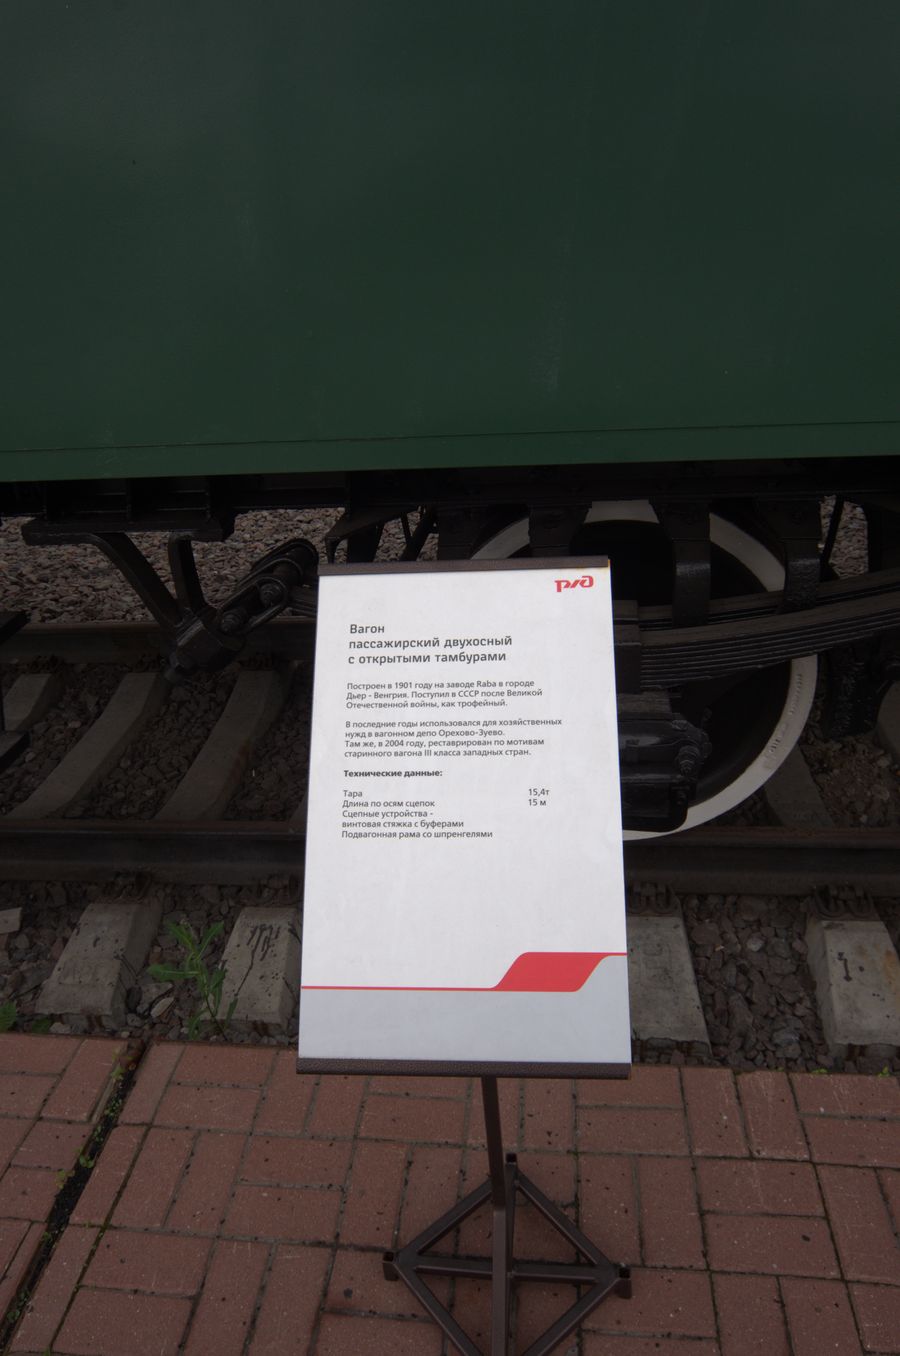 ржд
Вагон
пассажирский двухосный
с открытыми тамбурами
Построен в 1901 году на заводе Raba в городе
Дьер - Венгрия. Поступил в СССР после Великой
Отечественной войны, как трофейный.
В последние годы использовался для хозяйственных
нужд в вагонном депо Орехово-Зуево.
Там же, в 2004 году, реставрирован по мотивам
старинного вагона III класса западных стран.
Технические данные:
Тара 15,4т
Длина по осям сцепок 15 м
Сцепные устройства -
винтовая стяжка с буферами
Подвагонная рама со шпренгелями